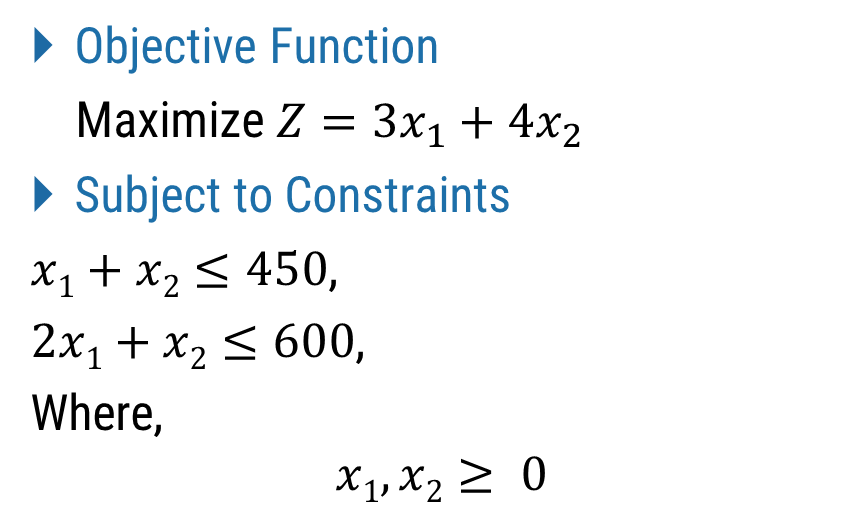 Objective Function
Maximize Z = 3x₁ + 4x₂
Subject to Constraints
x₁ + x₂ ≤ 450,
2x₁ + x₂ ≤ 600,
Where,
x₁, x₂ ≥ 0